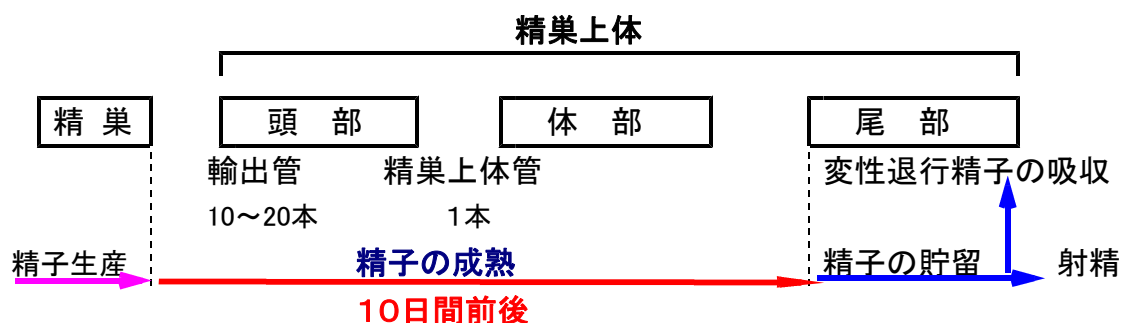 精巣上体
精 巣 頭 部 体 部 尾 部
輸出管 精巣上体管 変性退行精子の吸収
10～20本 1本
精子生産 精子の成熟 精子の貯留 射精
10日間前後